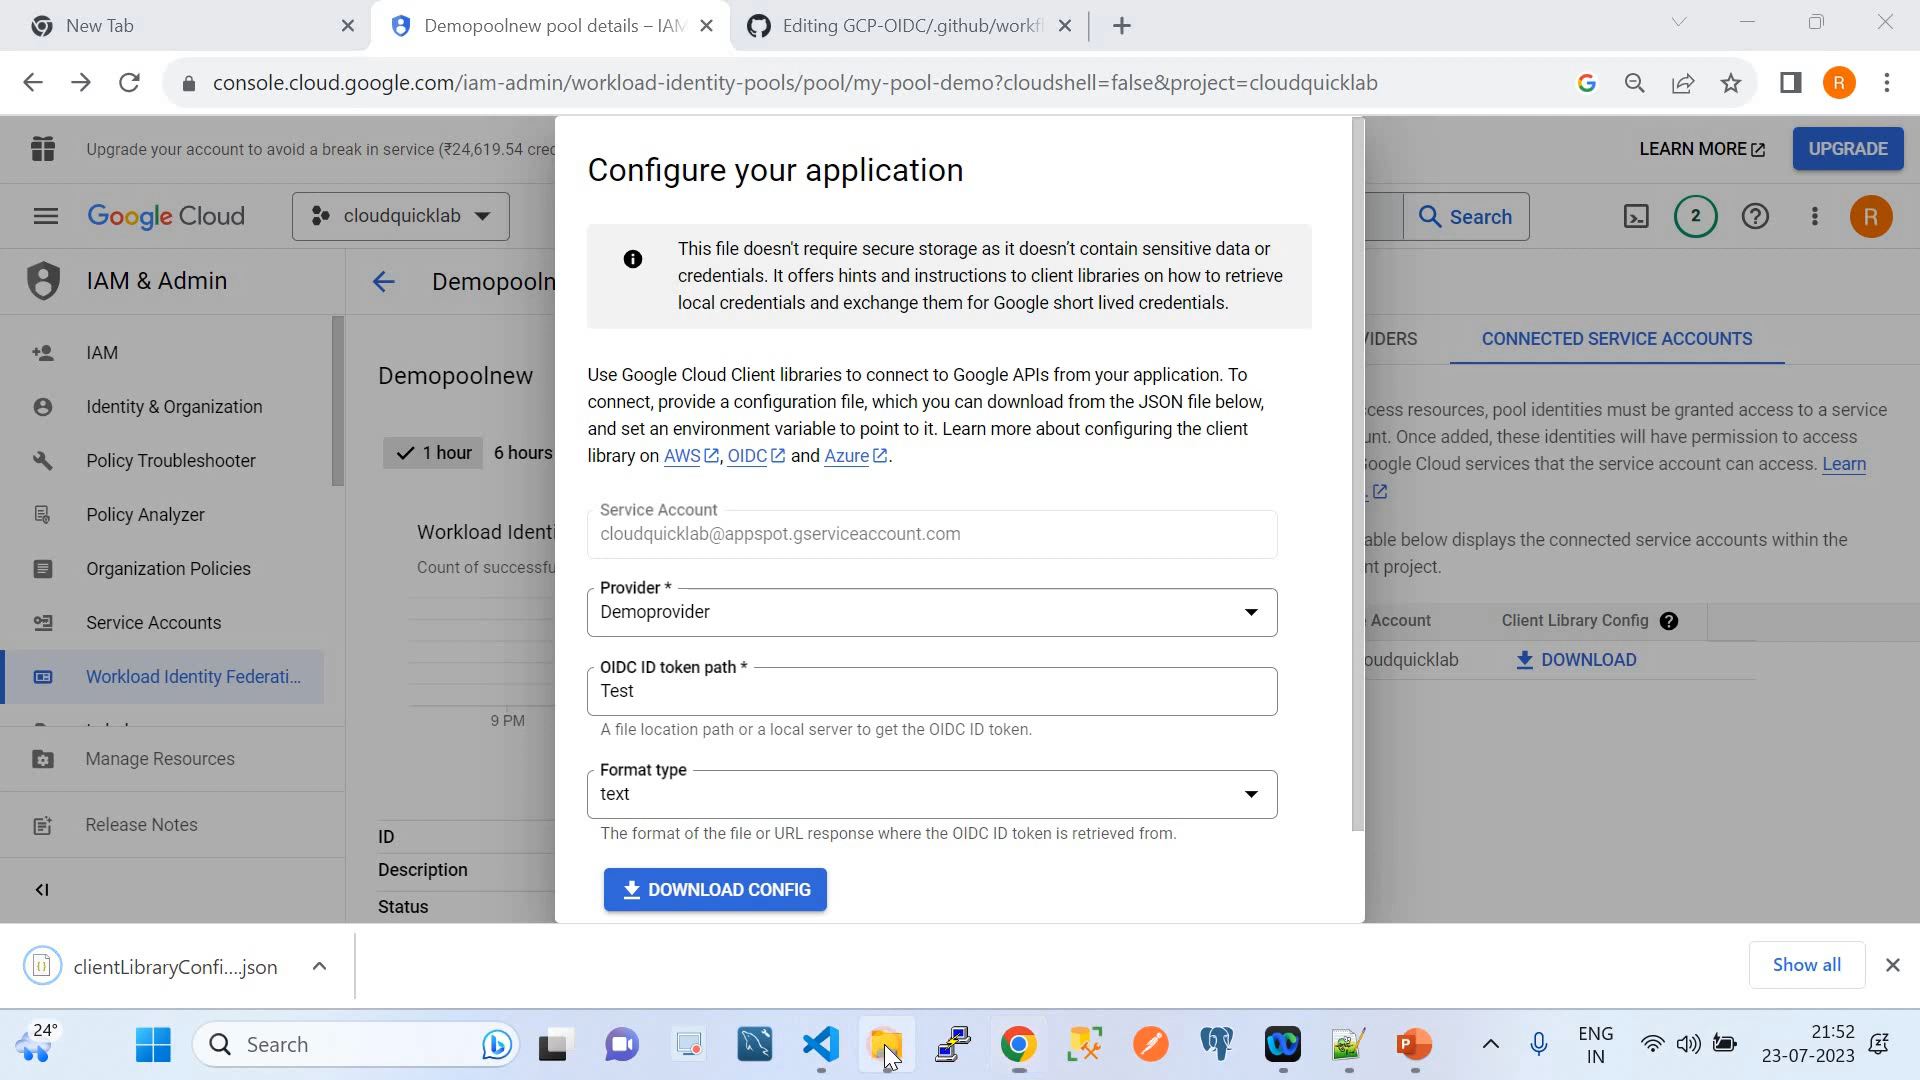 New Tab
Demopoolnew pool details – IAM
Editing GCP-OIDC/.github/workfl
console.cloud.google.com/iam-admin/workload-identity-pools/pool/my-pool-demo?cloudshell=false&project=cloudquicklab
R
Upgrade your account to avoid a break in service (₹24,619.54 cre
LEARN MORE
UPGRADE
Google Cloud
cloudquicklab
Search
2
R
IAM & Admin
Demopooln
IAM
Identity & Organization
Policy Troubleshooter
Policy Analyzer
Organization Policies
Service Accounts
Workload Identity Federati...
Manage Resources
Release Notes
Demopoolnew
1 hour
6 hours
Workload Identi
Count of successfu
9 PM
ID
Description
Status
Configure your application
This file doesn't require secure storage as it doesn't contain sensitive data or
credentials. It offers hints and instructions to client libraries on how to retrieve
local credentials and exchange them for Google short lived credentials.
Use Google Cloud Client libraries to connect to Google APIs from your application. To
connect, provide a configuration file, which you can download from the JSON file below,
and set an environment variable to point to it. Learn more about configuring the client
library on AWS, OIDC and Azure.
Service Account
cloudquicklab@appspot.gserviceaccount.com
Provider *
Demoprovider
OIDC ID token path *
Test
A file location path or a local server to get the OIDC ID token.
Format type
text
The format of the file or URL response where the OIDC ID token is retrieved from.
DOWNLOAD CONFIG
IDERS
CONNECTED SERVICE ACCOUNTS
cess resources, pool identities must be granted access to a service
unt. Once added, these identities will have permission to access
oogle Cloud services that the service account can access. Learn
able below displays the connected service accounts within the
nt project.
Account
Client Library Config
oudquicklab
DOWNLOAD
clientLibraryConfi....json
Show all
24°
Search
ENG
IN
21:52
23-07-2023